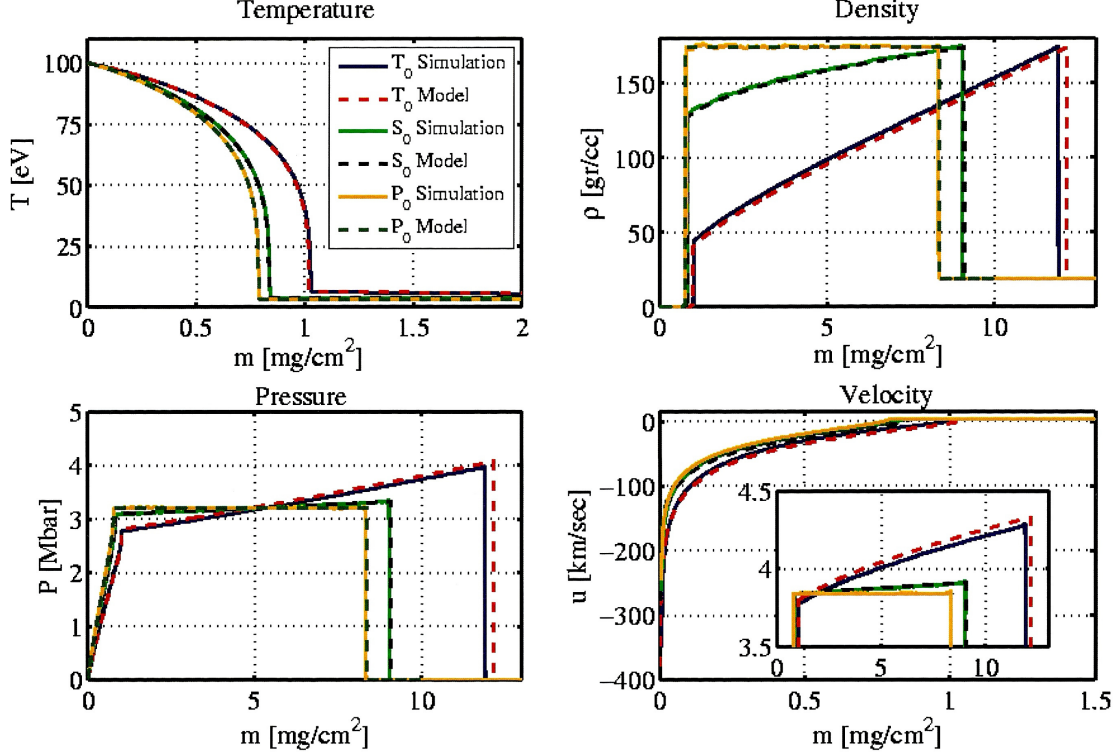 Temperature
T [eV]
100
75
50
25
0
0 0.5 1 1.5 2
m [mg/cm²]
T₀ Simulation
T₀ Model
S₀ Simulation
S₀ Model
P₀ Simulation
P₀ Model
Density
ρ [gr/cc]
150
100
50
0
0 5 10
m [mg/cm²]
Pressure
P [Mbar]
5
4
3
2
1
0
0 5 10
m [mg/cm²]
Velocity
u [km/sec]
0
−100
−200
−300
−400
0 0.5 1 1.5
m [mg/cm²]
4.5
4
3.5
0 5 10